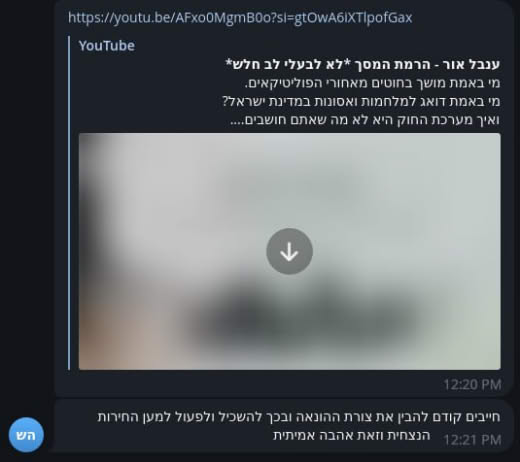 https://youtu.be/AFxo0MgmB0o?si=gtOwA6iXTlpofGax
YouTube
ענבל אור - הרמת המסך *לא לבעלי לב חלש*
מי באמת מושך בחוטים מאחורי הפוליטיקאים.
מי באמת דואג למלחמות ואסונות במדינת ישראל?
ואיך מערכת החוק היא לא מה שאתם חושבים....
12:20 PM
חייבים קודם להבין את צורת ההונאה ובכך להשכיל ולפעול למען החירות
הנצחית וזאת אהבה אמיתית
12:21 PM
הש